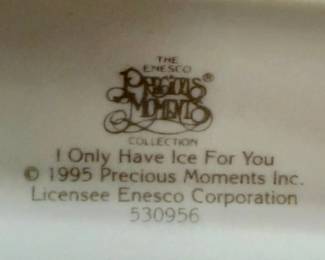 THE
ENESCO
PRECIOUS®
MOMENTS
COLLECTION
I Only Have Ice For You
© 1995 Precious Moments Inc.
Licensee Enesco Corporation
530956